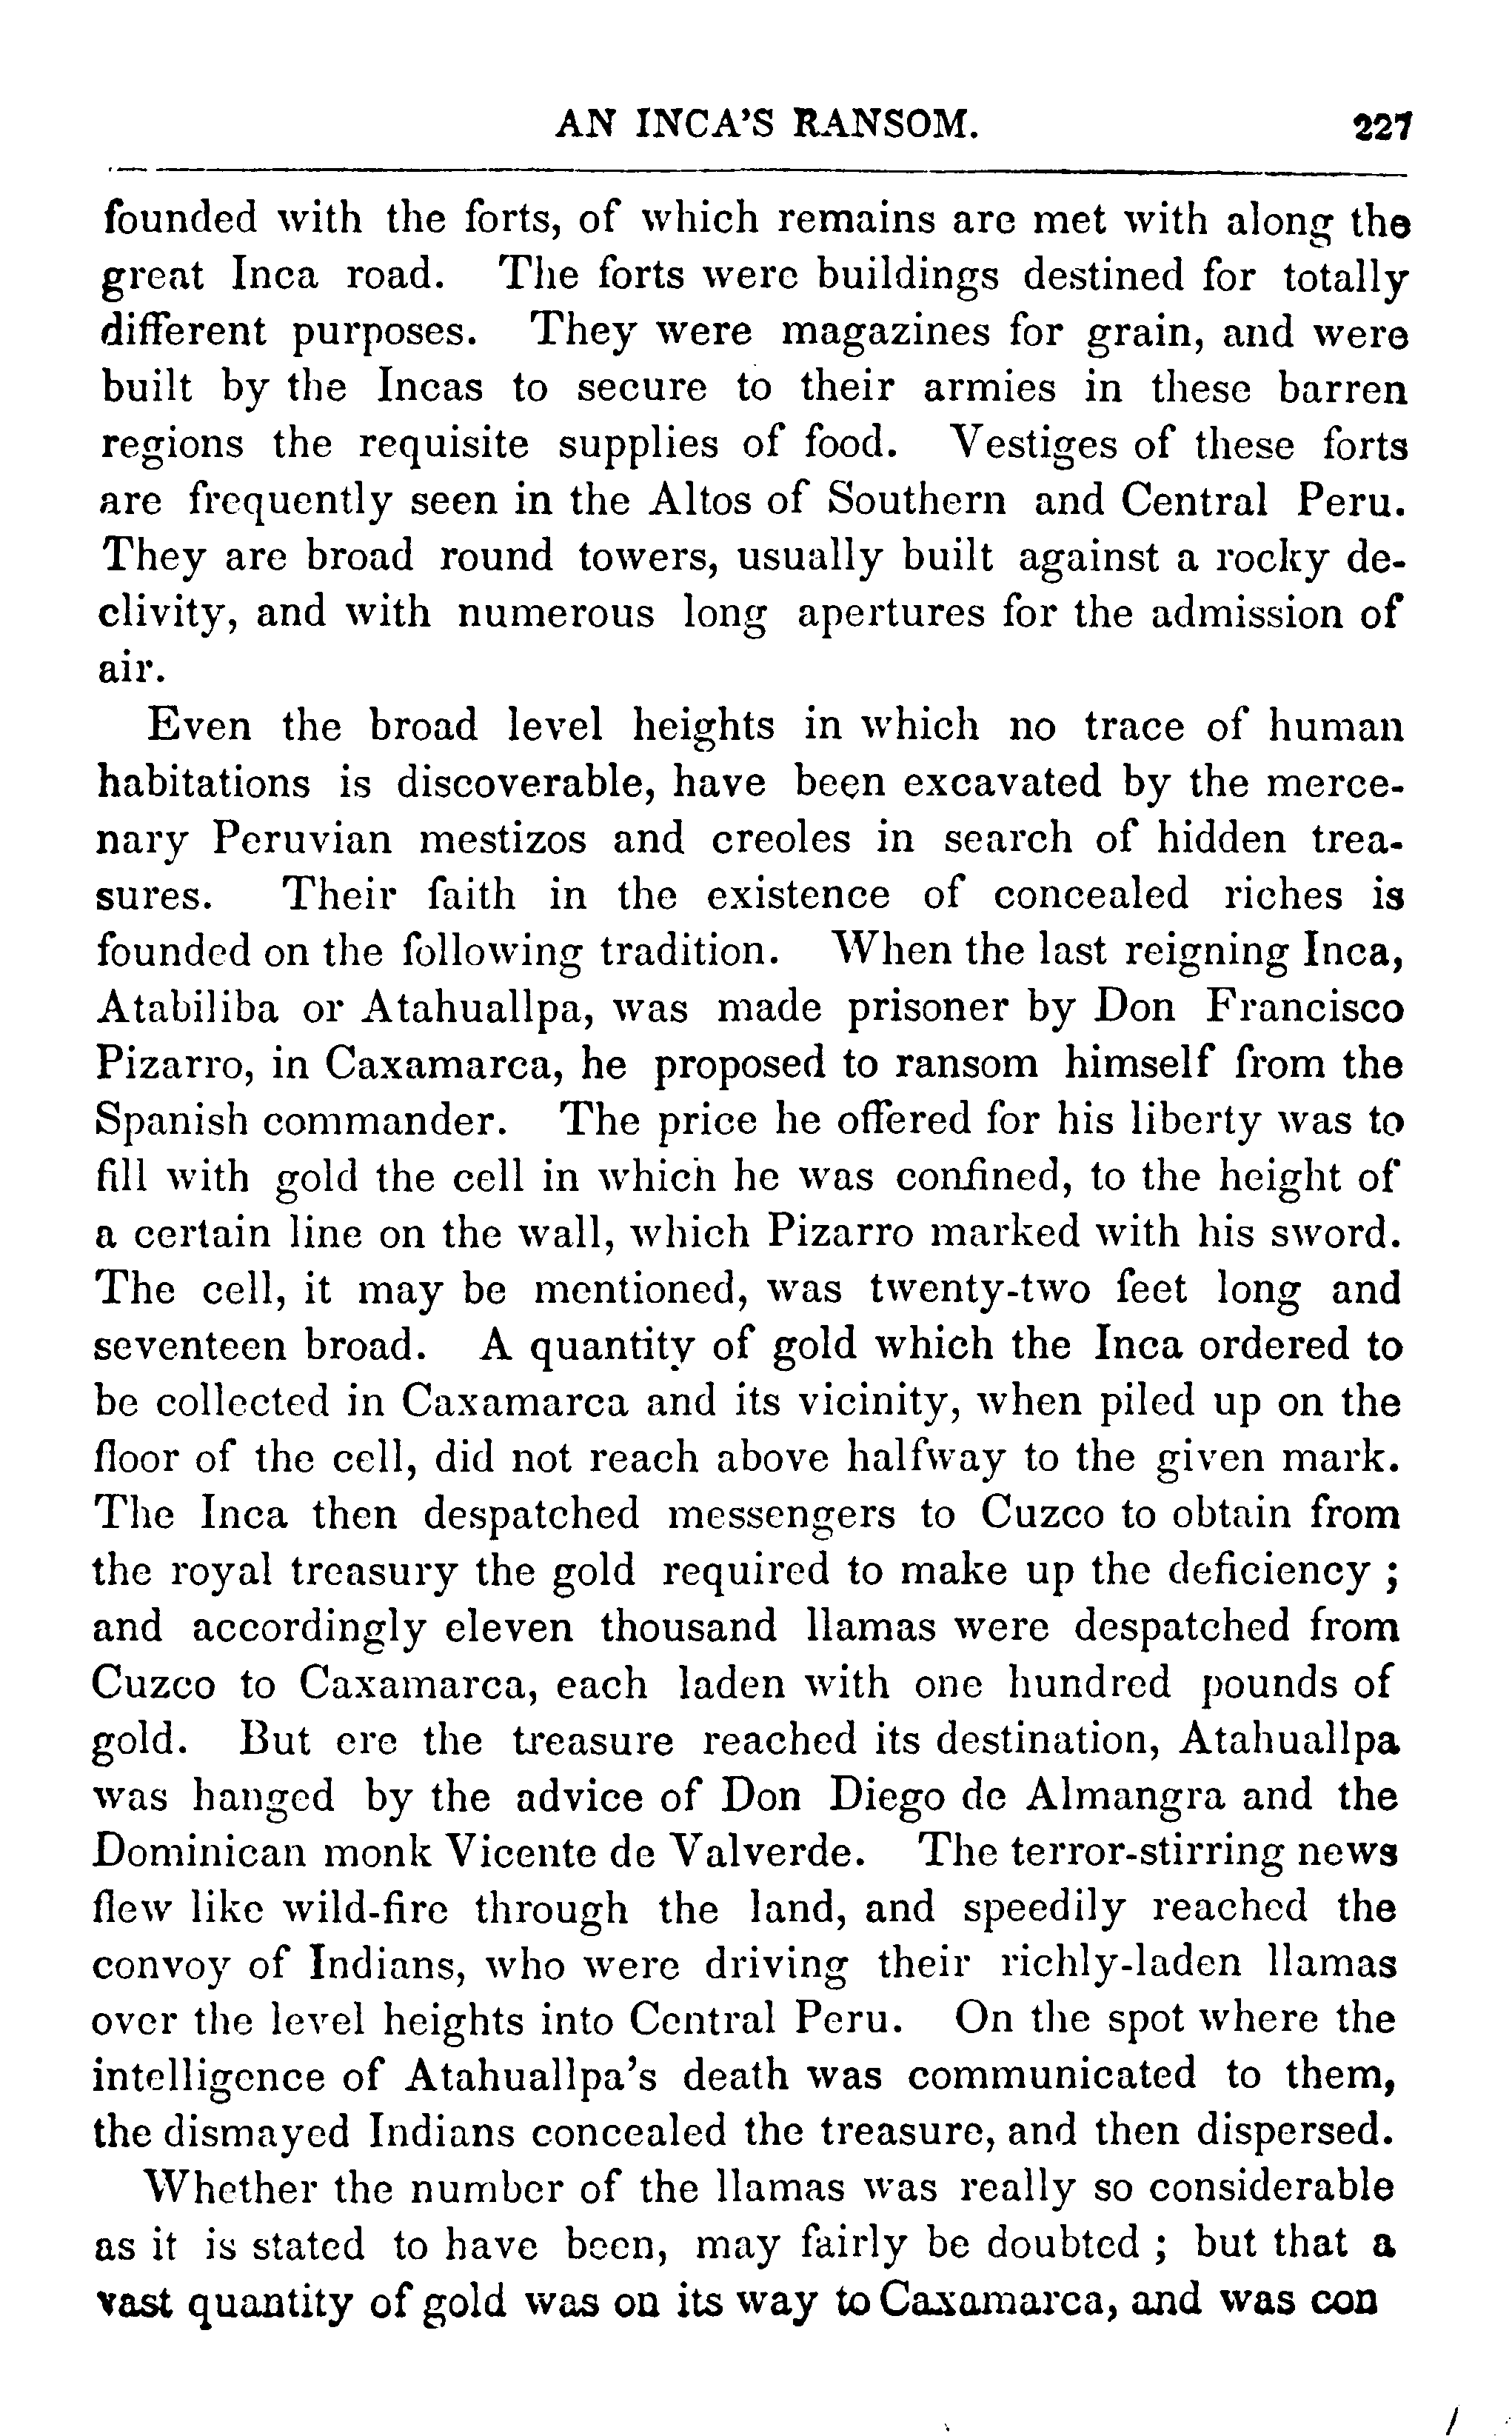 AN INCA'S RANSOM. 227
founded with the forts, of which remains are met with along the
great Inca road. The forts were buildings destined for totally
different purposes. They were magazines for grain, and were
built by the Incas to secure to their armies in these barren
regions the requisite supplies of food. Vestiges of these forts
are frequently seen in the Altos of Southern and Central Peru.
They are broad round towers, usually built against a rocky de-
clivity, and with numerous long apertures for the admission of
air.
Even the broad level heights in which no trace of human
habitations is discoverable, have been excavated by the merce-
nary Peruvian mestizos and creoles in search of hidden trea-
sures. Their faith in the existence of concealed riches is
founded on the following tradition. When the last reigning Inca,
Atabiliba or Atahuallpa, was made prisoner by Don Francisco
Pizarro, in Caxamarca, he proposed to ransom himself from the
Spanish commander. The price he offered for his liberty was to
fill with gold the cell in which he was confined, to the height of
a certain line on the wall, which Pizarro marked with his sword.
The cell, it may be mentioned, was twenty-two feet long and
seventeen broad. A quantity of gold which the Inca ordered to
be collected in Caxamarca and its vicinity, when piled up on the
floor of the cell, did not reach above halfway to the given mark.
The Inca then despatched messengers to Cuzco to obtain from
the royal treasury the gold required to make up the deficiency ;
and accordingly eleven thousand llamas were despatched from
Cuzco to Caxamarca, each laden with one hundred pounds of
gold. But ere the treasure reached its destination, Atahuallpa
was hanged by the advice of Don Diego de Almangra and the
Dominican monk Vicente de Valverde. The terror-stirring news
flew like wild-fire through the land, and speedily reached the
convoy of Indians, who were driving their richly-laden llamas
over the level heights into Central Peru. On the spot where the
intelligence of Atahuallpa's death was communicated to them,
the dismayed Indians concealed the treasure, and then dispersed.
Whether the number of the llamas was really so considerable
as it is stated to have been, may fairly be doubted ; but that a
vast quantity of gold was on its way to Caxamarca, and was con